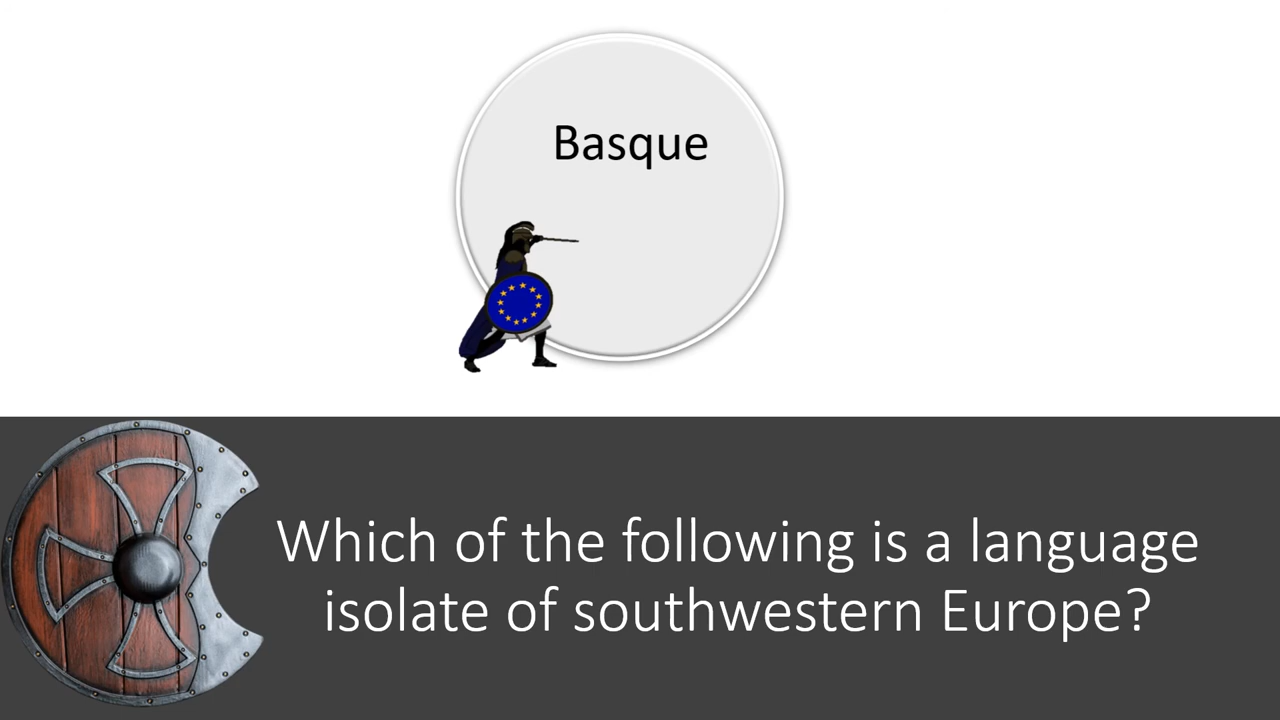 Basque
Which of the following is a language
isolate of southwestern Europe?